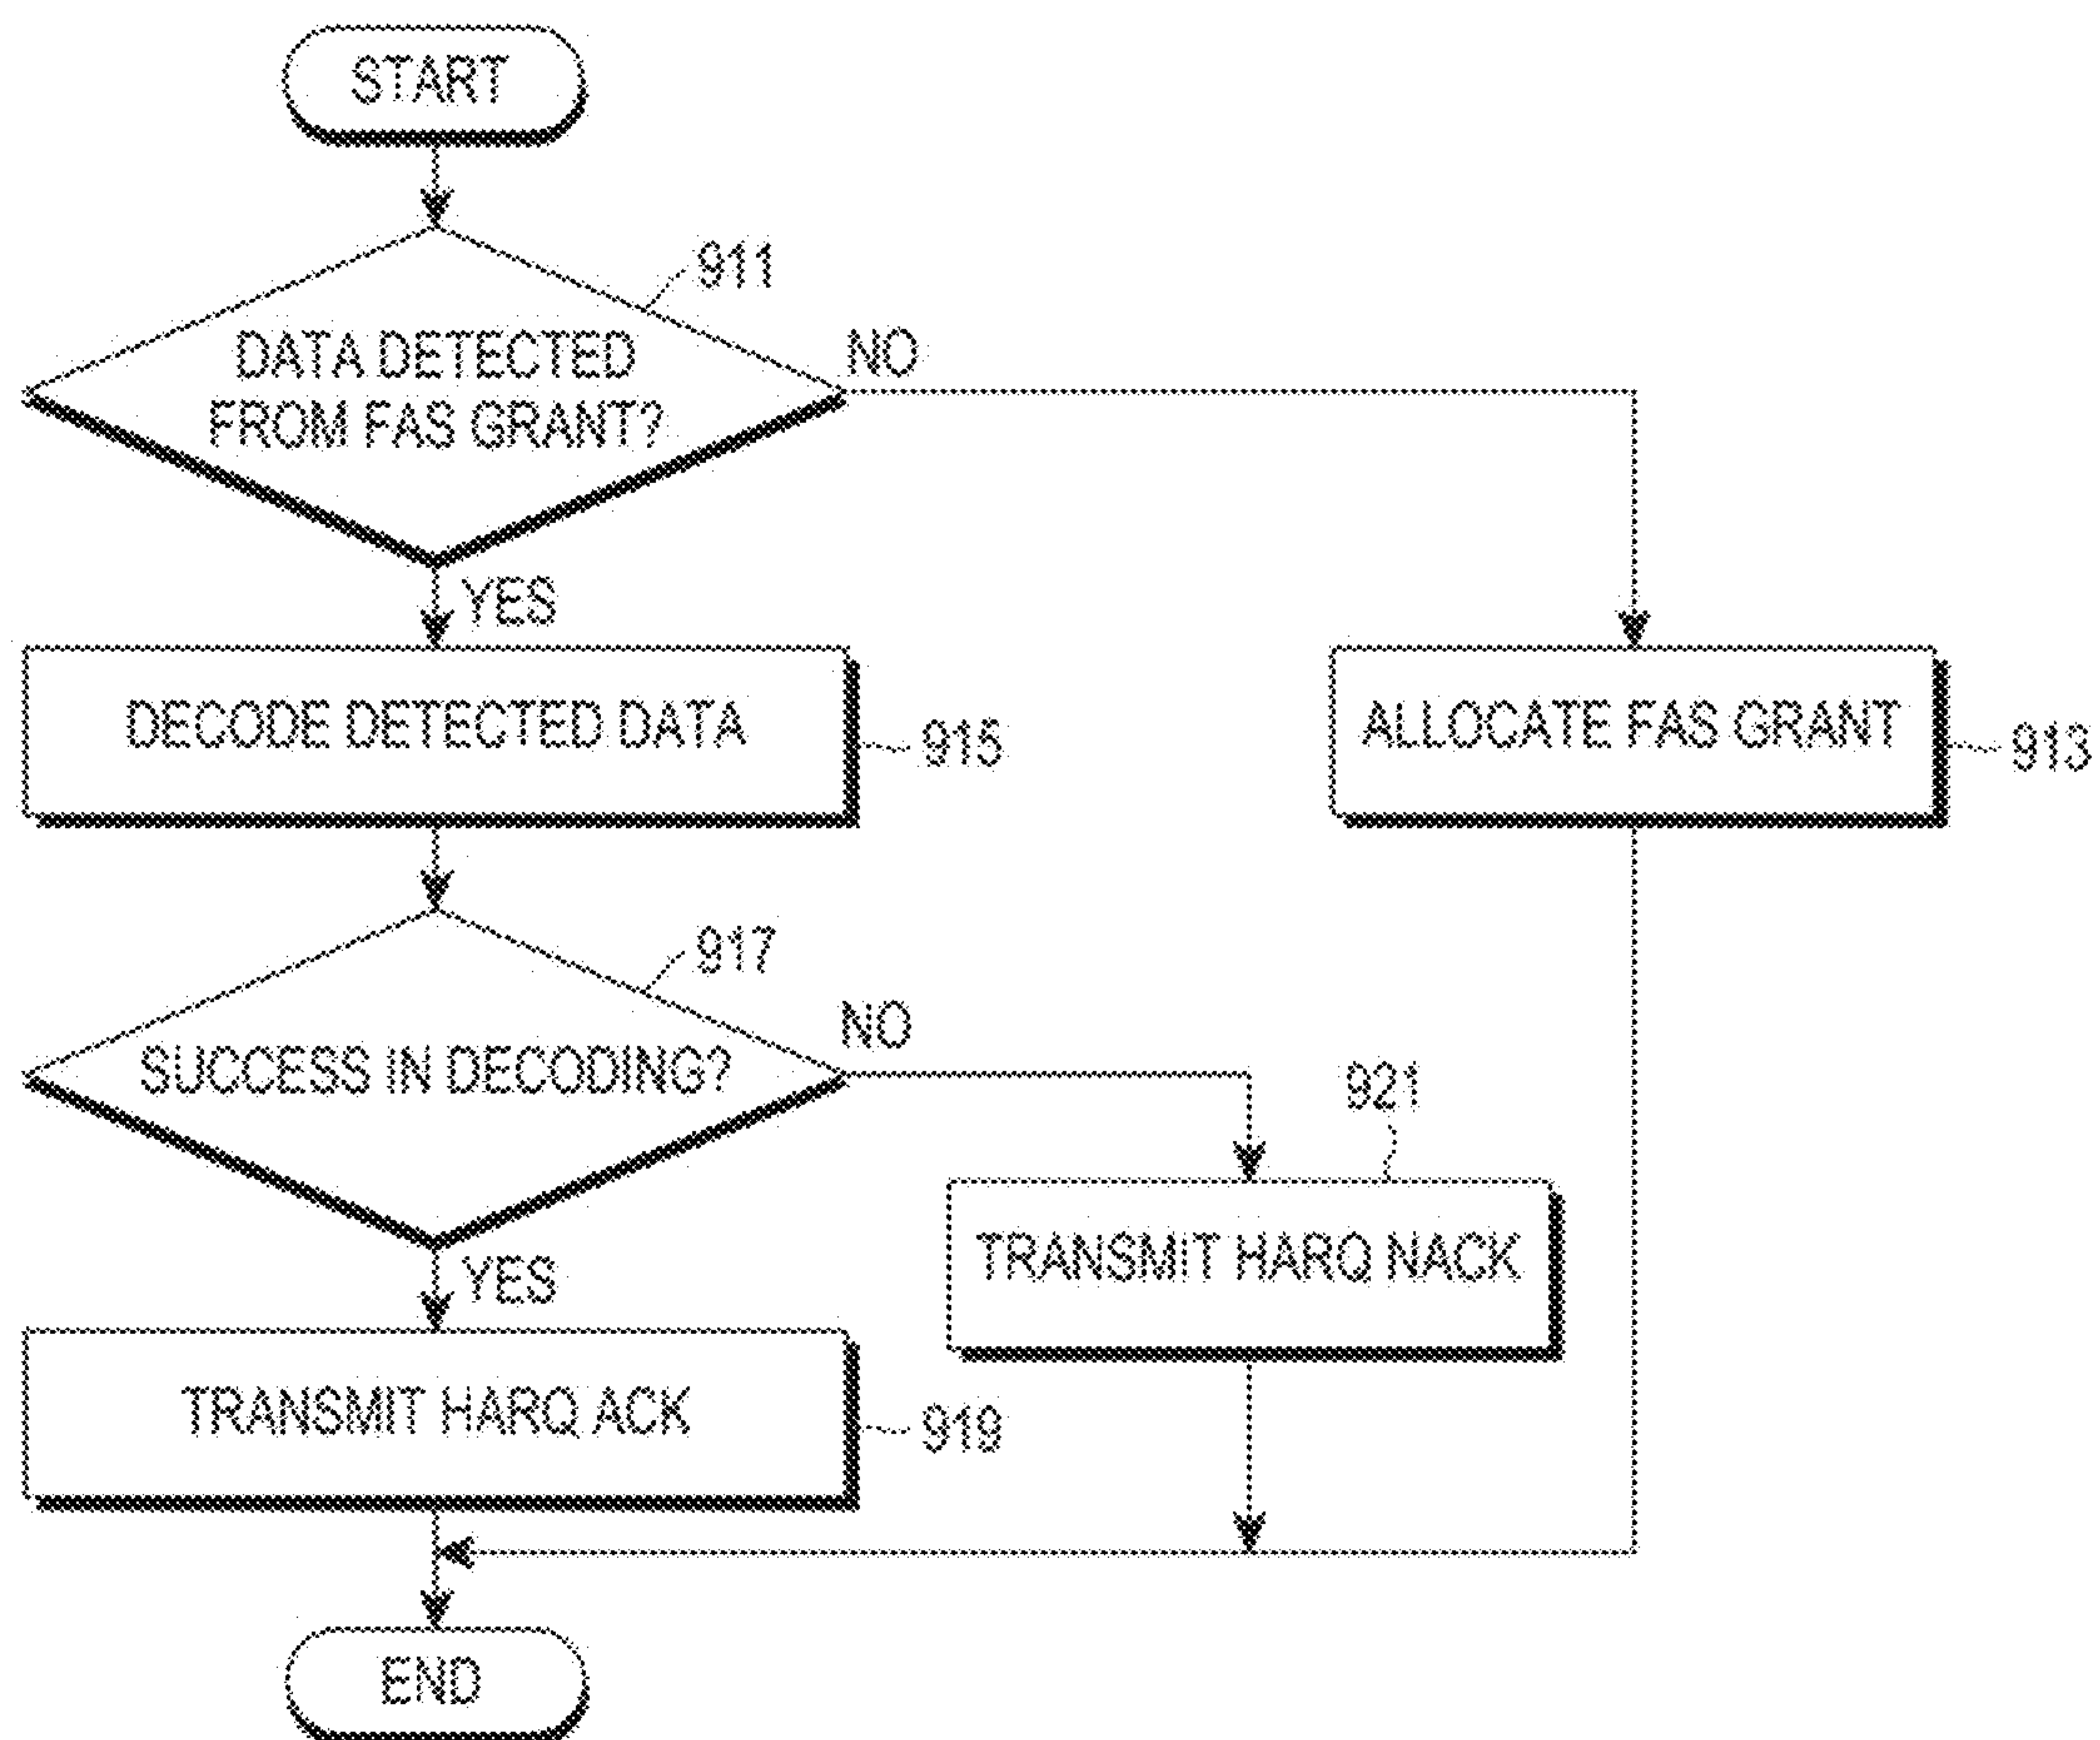 START
911
DATA DETECTED
FROM FAS GRANT?
NO
YES
DECODE DETECTED DATA
915
ALLOCATE FAS GRANT
913
917
SUCCESS IN DECODING?
NO
921
TRANSMIT HARQ NACK
YES
TRANSMIT HARQ ACK
919
END